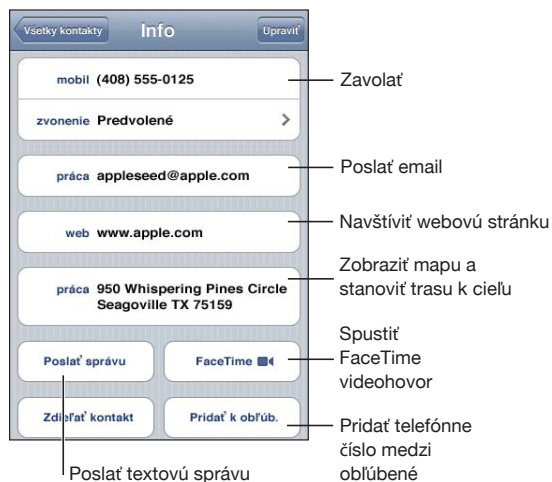 Všetky kontakty Info Upraviť
mobil (408) 555-0125
Zavolať
zvonenie Predvolené
práca appleseed@apple.com
Poslať email
web www.apple.com
Navštíviť webovú stránku
práca 950 Whispering Pines Circle
Seagoville TX 75159
Zobraziť mapu a
stanoviť trasu k cieľu
Poslať správu
FaceTime
Spustiť
FaceTime
videohovor
Zdieľať kontakt
Pridať k obľúb.
Pridať telefónne
číslo medzi
obľúbené
Poslať textovú správu